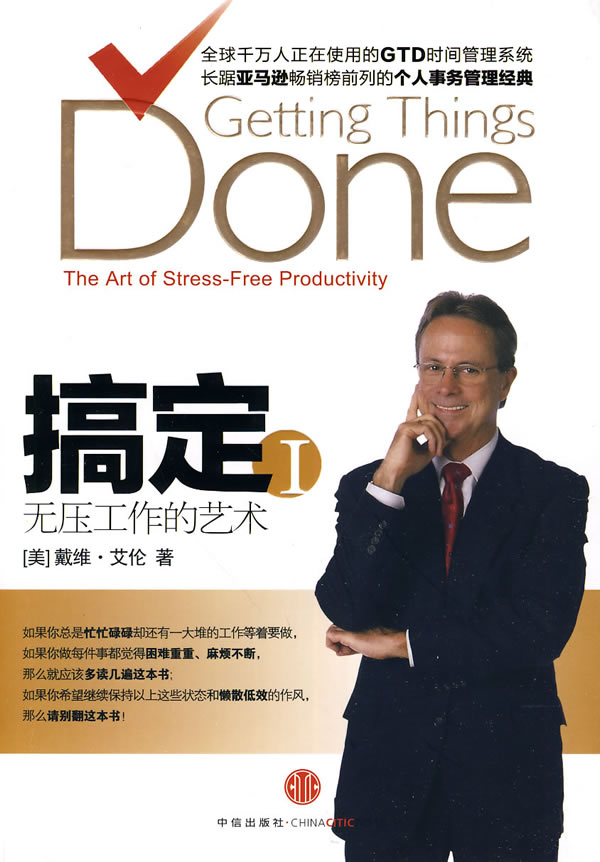 全球千万人正在使用的GTD时间管理系统
长踞亚马逊畅销榜前列的个人事务管理经典
Getting Things
Done
The Art of Stress-Free Productivity
搞定 I
无压工作的艺术
[美] 戴维·艾伦 著
如果你总是忙忙碌碌却还有一大堆的工作等着要做，
如果你做每件事都觉得困难重重、麻烦不断，
那么就应该多读几遍这本书；
如果你希望继续保持以上这些状态和懒散低效的作风，
那么请别翻这本书！
中信出版社·CHINACITIC